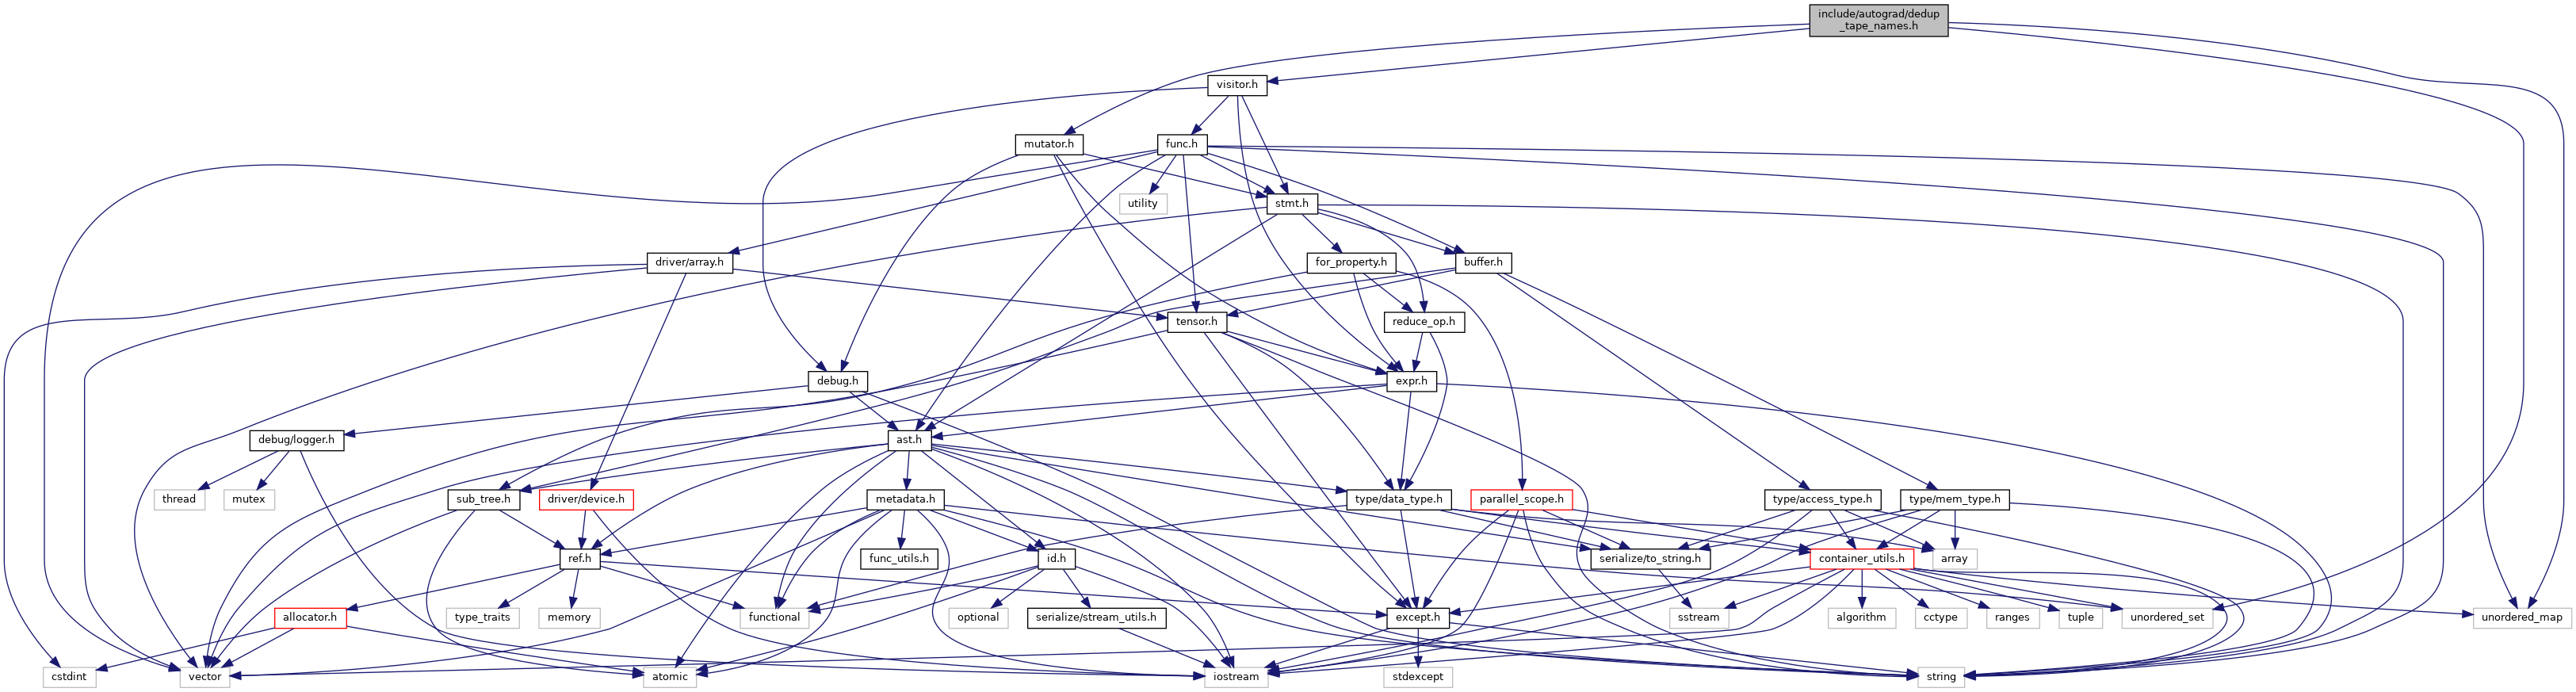 include/autograd/dedup
_tape_names.h
visitor.h
mutator.h
func.h
utility
stmt.h
driver/array.h
for_property.h
buffer.h
tensor.h
reduce_op.h
debug.h
expr.h
debug/logger.h
ast.h
thread
mutex
sub_tree.h
driver/device.h
metadata.h
type/data_type.h
parallel_scope.h
type/access_type.h
type/mem_type.h
ref.h
func_utils.h
id.h
serialize/to_string.h
container_utils.h
array
allocator.h
type_traits
memory
functional
optional
serialize/stream_utils.h
except.h
sstream
algorithm
cctype
ranges
tuple
unordered_set
unordered_map
cstdint
vector
atomic
iostream
stdexcept
string